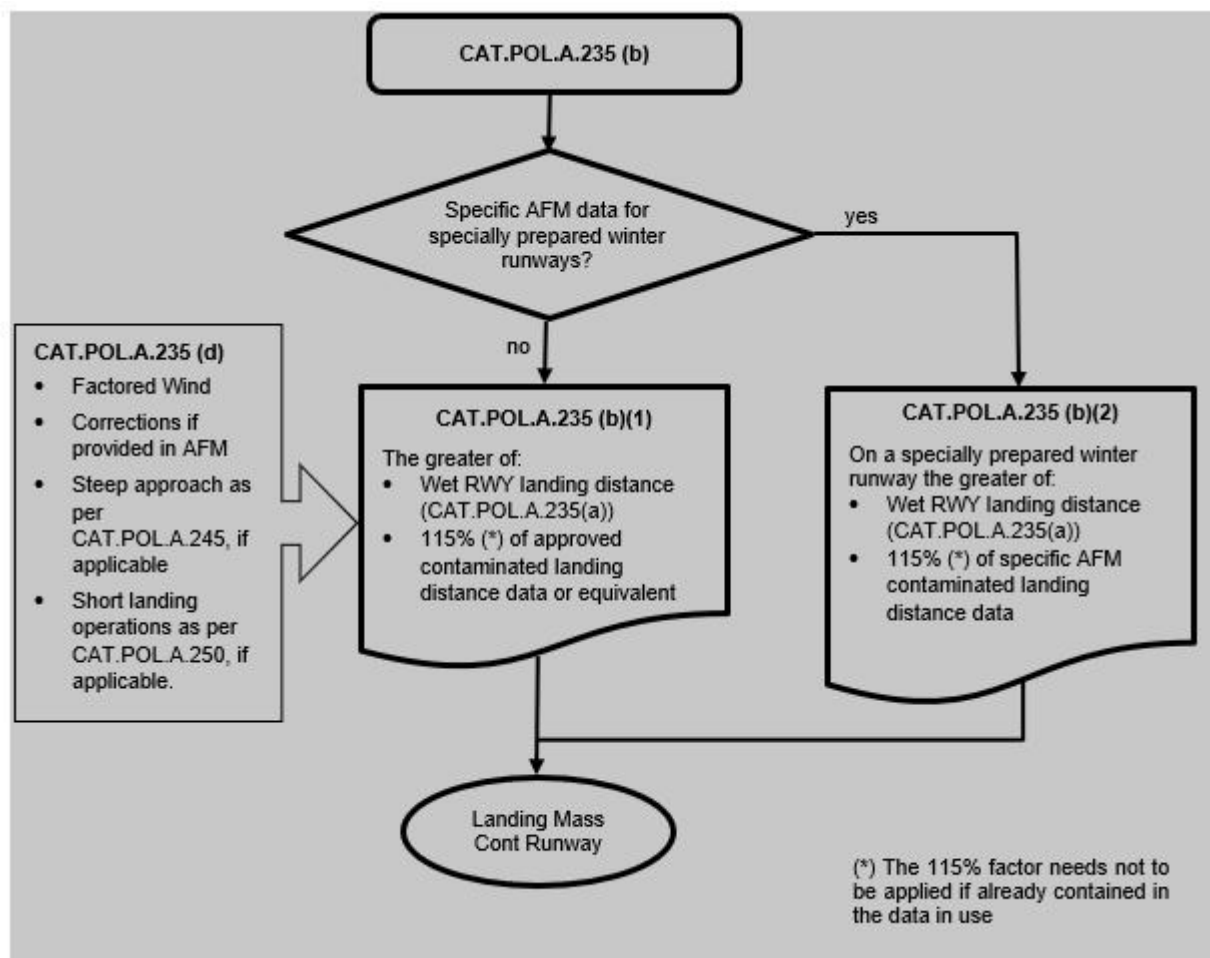 CAT.POL.A.235 (b)
Specific AFM data for
specially prepared winter
runways?
yes
no
CAT.POL.A.235 (d)
• Factored Wind
• Corrections if
provided in AFM
• Steep approach as
per
CAT.POL.A.245, if
applicable
• Short landing
operations as per
CAT.POL.A.250, if
applicable.
CAT.POL.A.235 (b)(1)
The greater of:
• Wet RWY landing distance
(CAT.POL.A.235(a))
• 115% (*) of approved
contaminated landing
distance data or equivalent
CAT.POL.A.235 (b)(2)
On a specially prepared winter
runway the greater of:
• Wet RWY landing distance
(CAT.POL.A.235(a))
• 115% (*) of specific AFM
contaminated landing
distance data
Landing Mass
Cont Runway
(*) The 115% factor needs not to
be applied if already contained in
the data in use